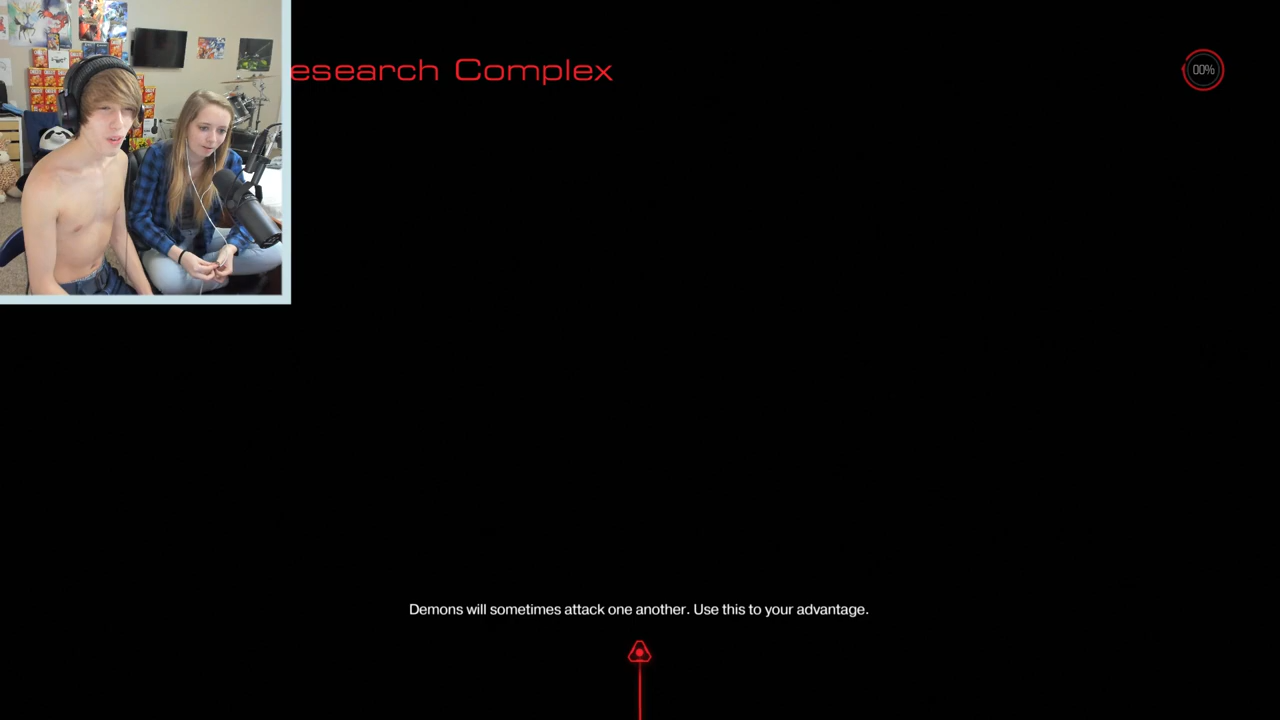 esearch Complex
00%
Demons will sometimes attack one another. Use this to your advantage.